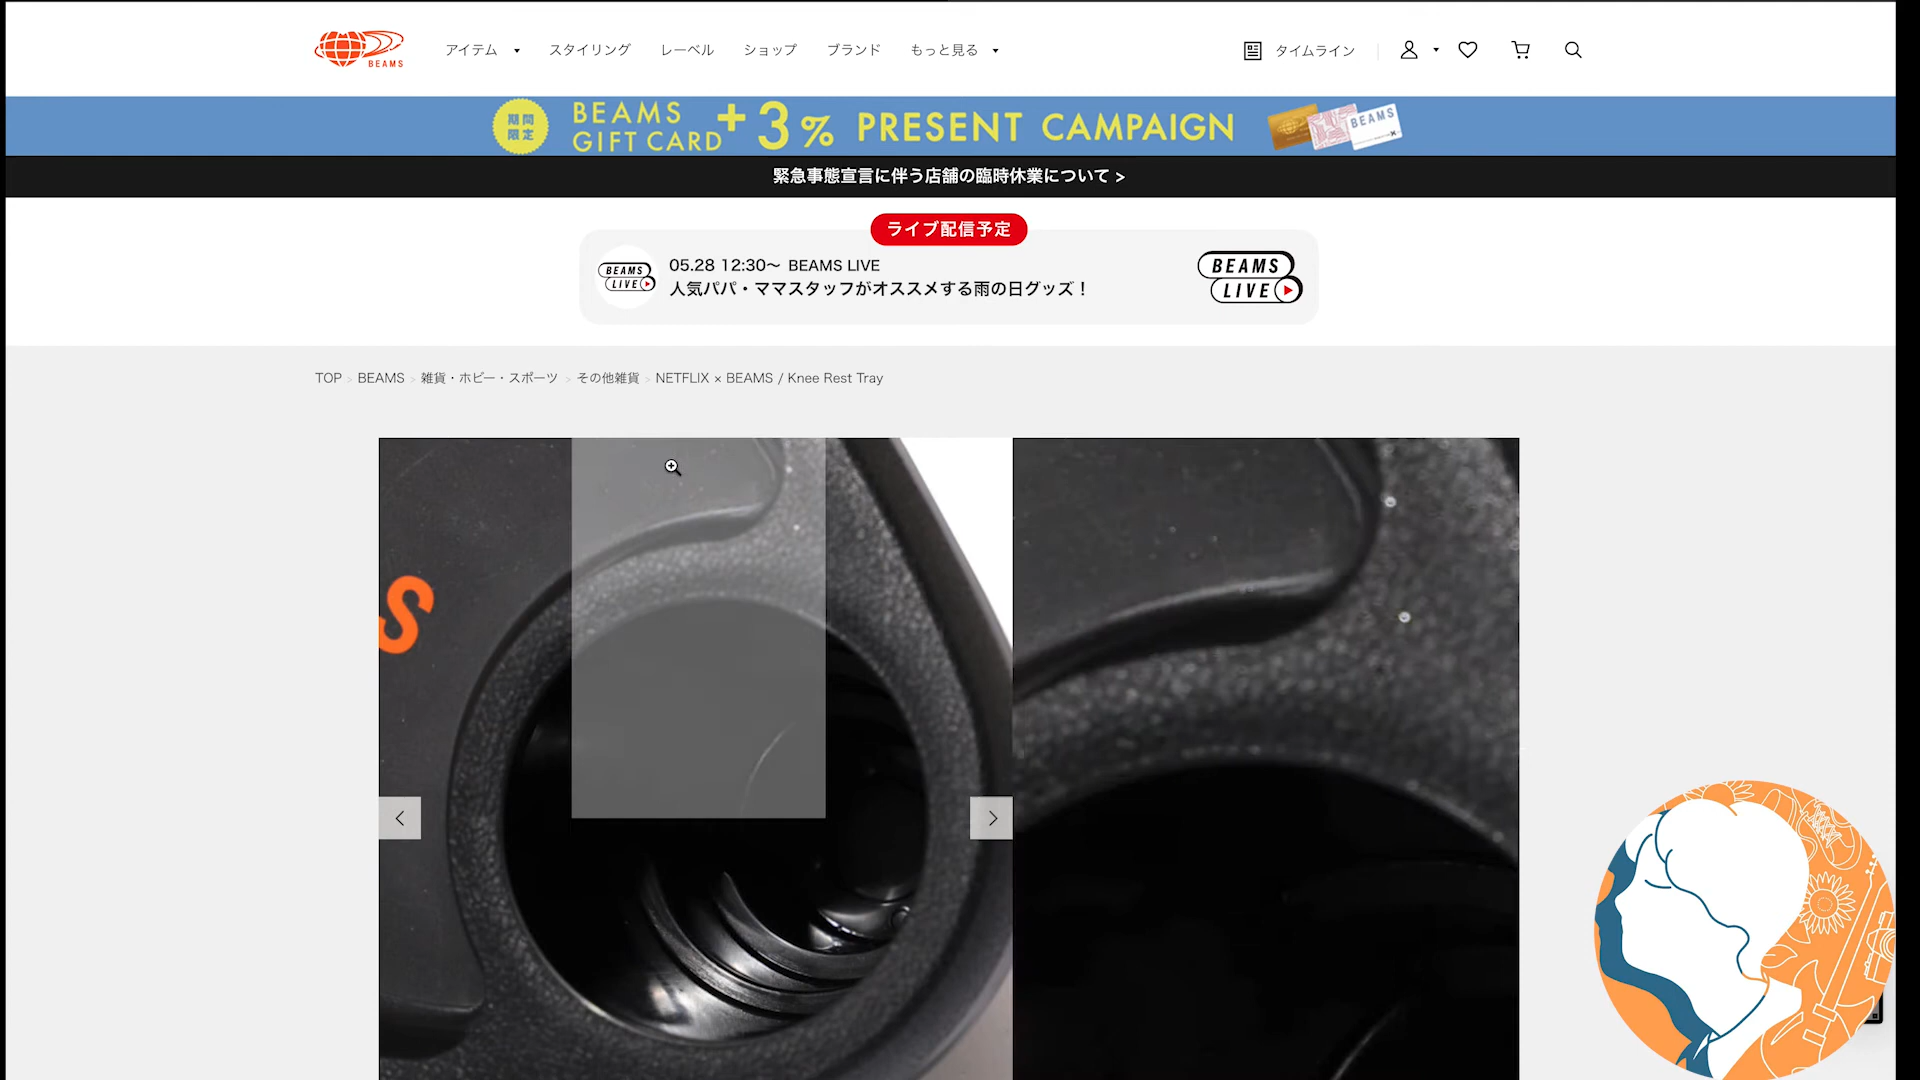 BEAMS
アイテム
スタイリング
レーベル
ショップ
ブランド
もっと見る
タイムライン
期間
限定
BEAMS
GIFT CARD
+3%
PRESENT CAMPAIGN
BEAMS
緊急事態宣言に伴う店舗の臨時休業について >
ライブ配信予定
BEAMS
LIVE
05.28 12:30〜 BEAMS LIVE
人気パパ・ママスタッフがオススメする雨の日グッズ！
BEAMS
LIVE
TOP > BEAMS > 雑貨・ホビー・スポーツ > その他雑貨 > NETFLIX × BEAMS / Knee Rest Tray
S